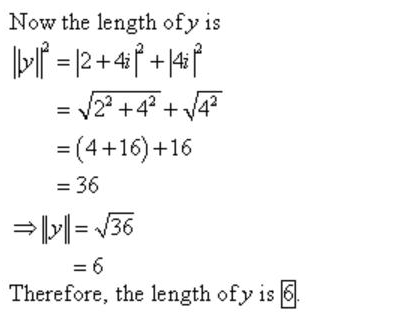 Now the length of y is
‖y‖² = |2+4i|² + |4i|²
= √(2²+4²) + √(4²)
= (4+16)+16
= 36
⇒ ‖y‖ = √36
= 6
Therefore, the length of y is 6.